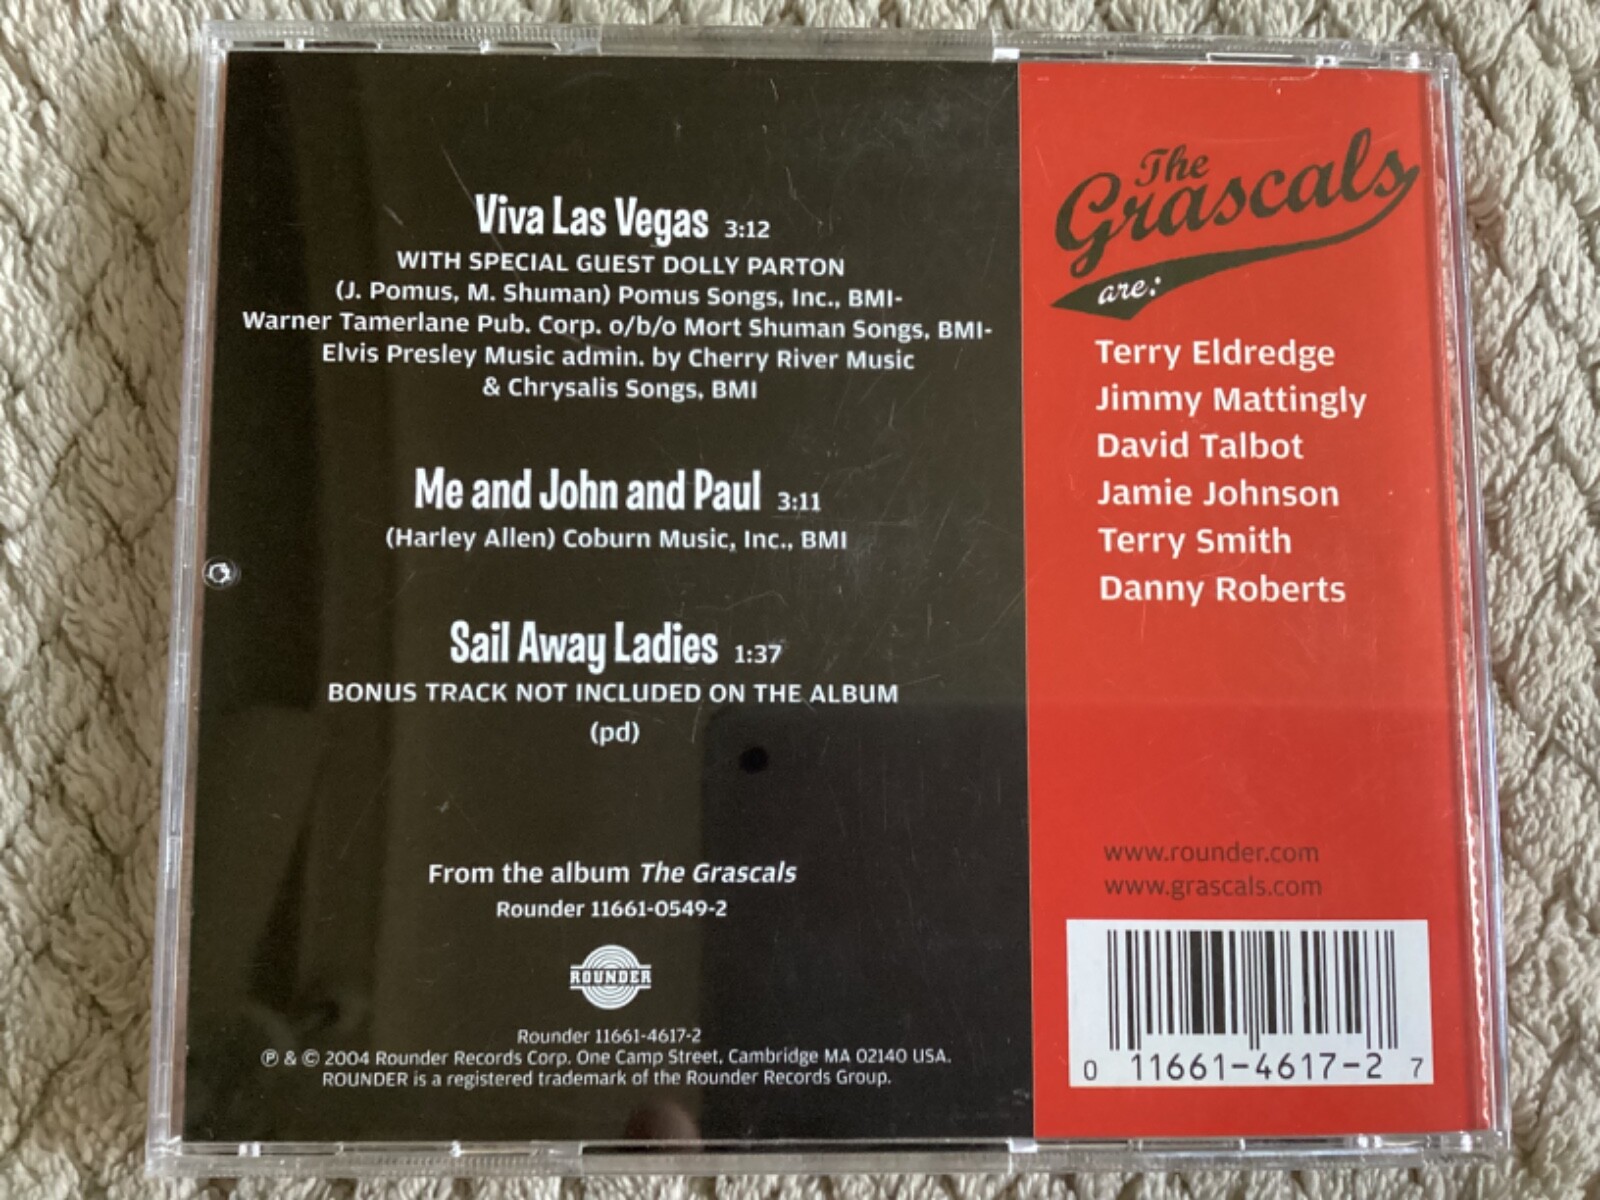 Viva Las Vegas 3:12
WITH SPECIAL GUEST DOLLY PARTON
(J. Pomus, M. Shuman) Pomus Songs, Inc., BMI-
Warner Tamerlane Pub. Corp. o/b/o Mort Shuman Songs, BMI-
Elvis Presley Music admin. by Cherry River Music
& Chrysalis Songs, BMI
Me and John and Paul 3:11
(Harley Allen) Coburn Music, Inc., BMI
Sail Away Ladies 1:37
BONUS TRACK NOT INCLUDED ON THE ALBUM
(pd)
From the album The Grascals
Rounder 11661-0549-2
ROUNDER
Rounder 11661-4617-2
℗ & © 2004 Rounder Records Corp. One Camp Street, Cambridge MA 02140 USA.
ROUNDER is a registered trademark of the Rounder Records Group.
The
Grascals
are:
Terry Eldredge
Jimmy Mattingly
David Talbot
Jamie Johnson
Terry Smith
Danny Roberts
www.rounder.com
www.grascals.com
0 11661-4617-2 7